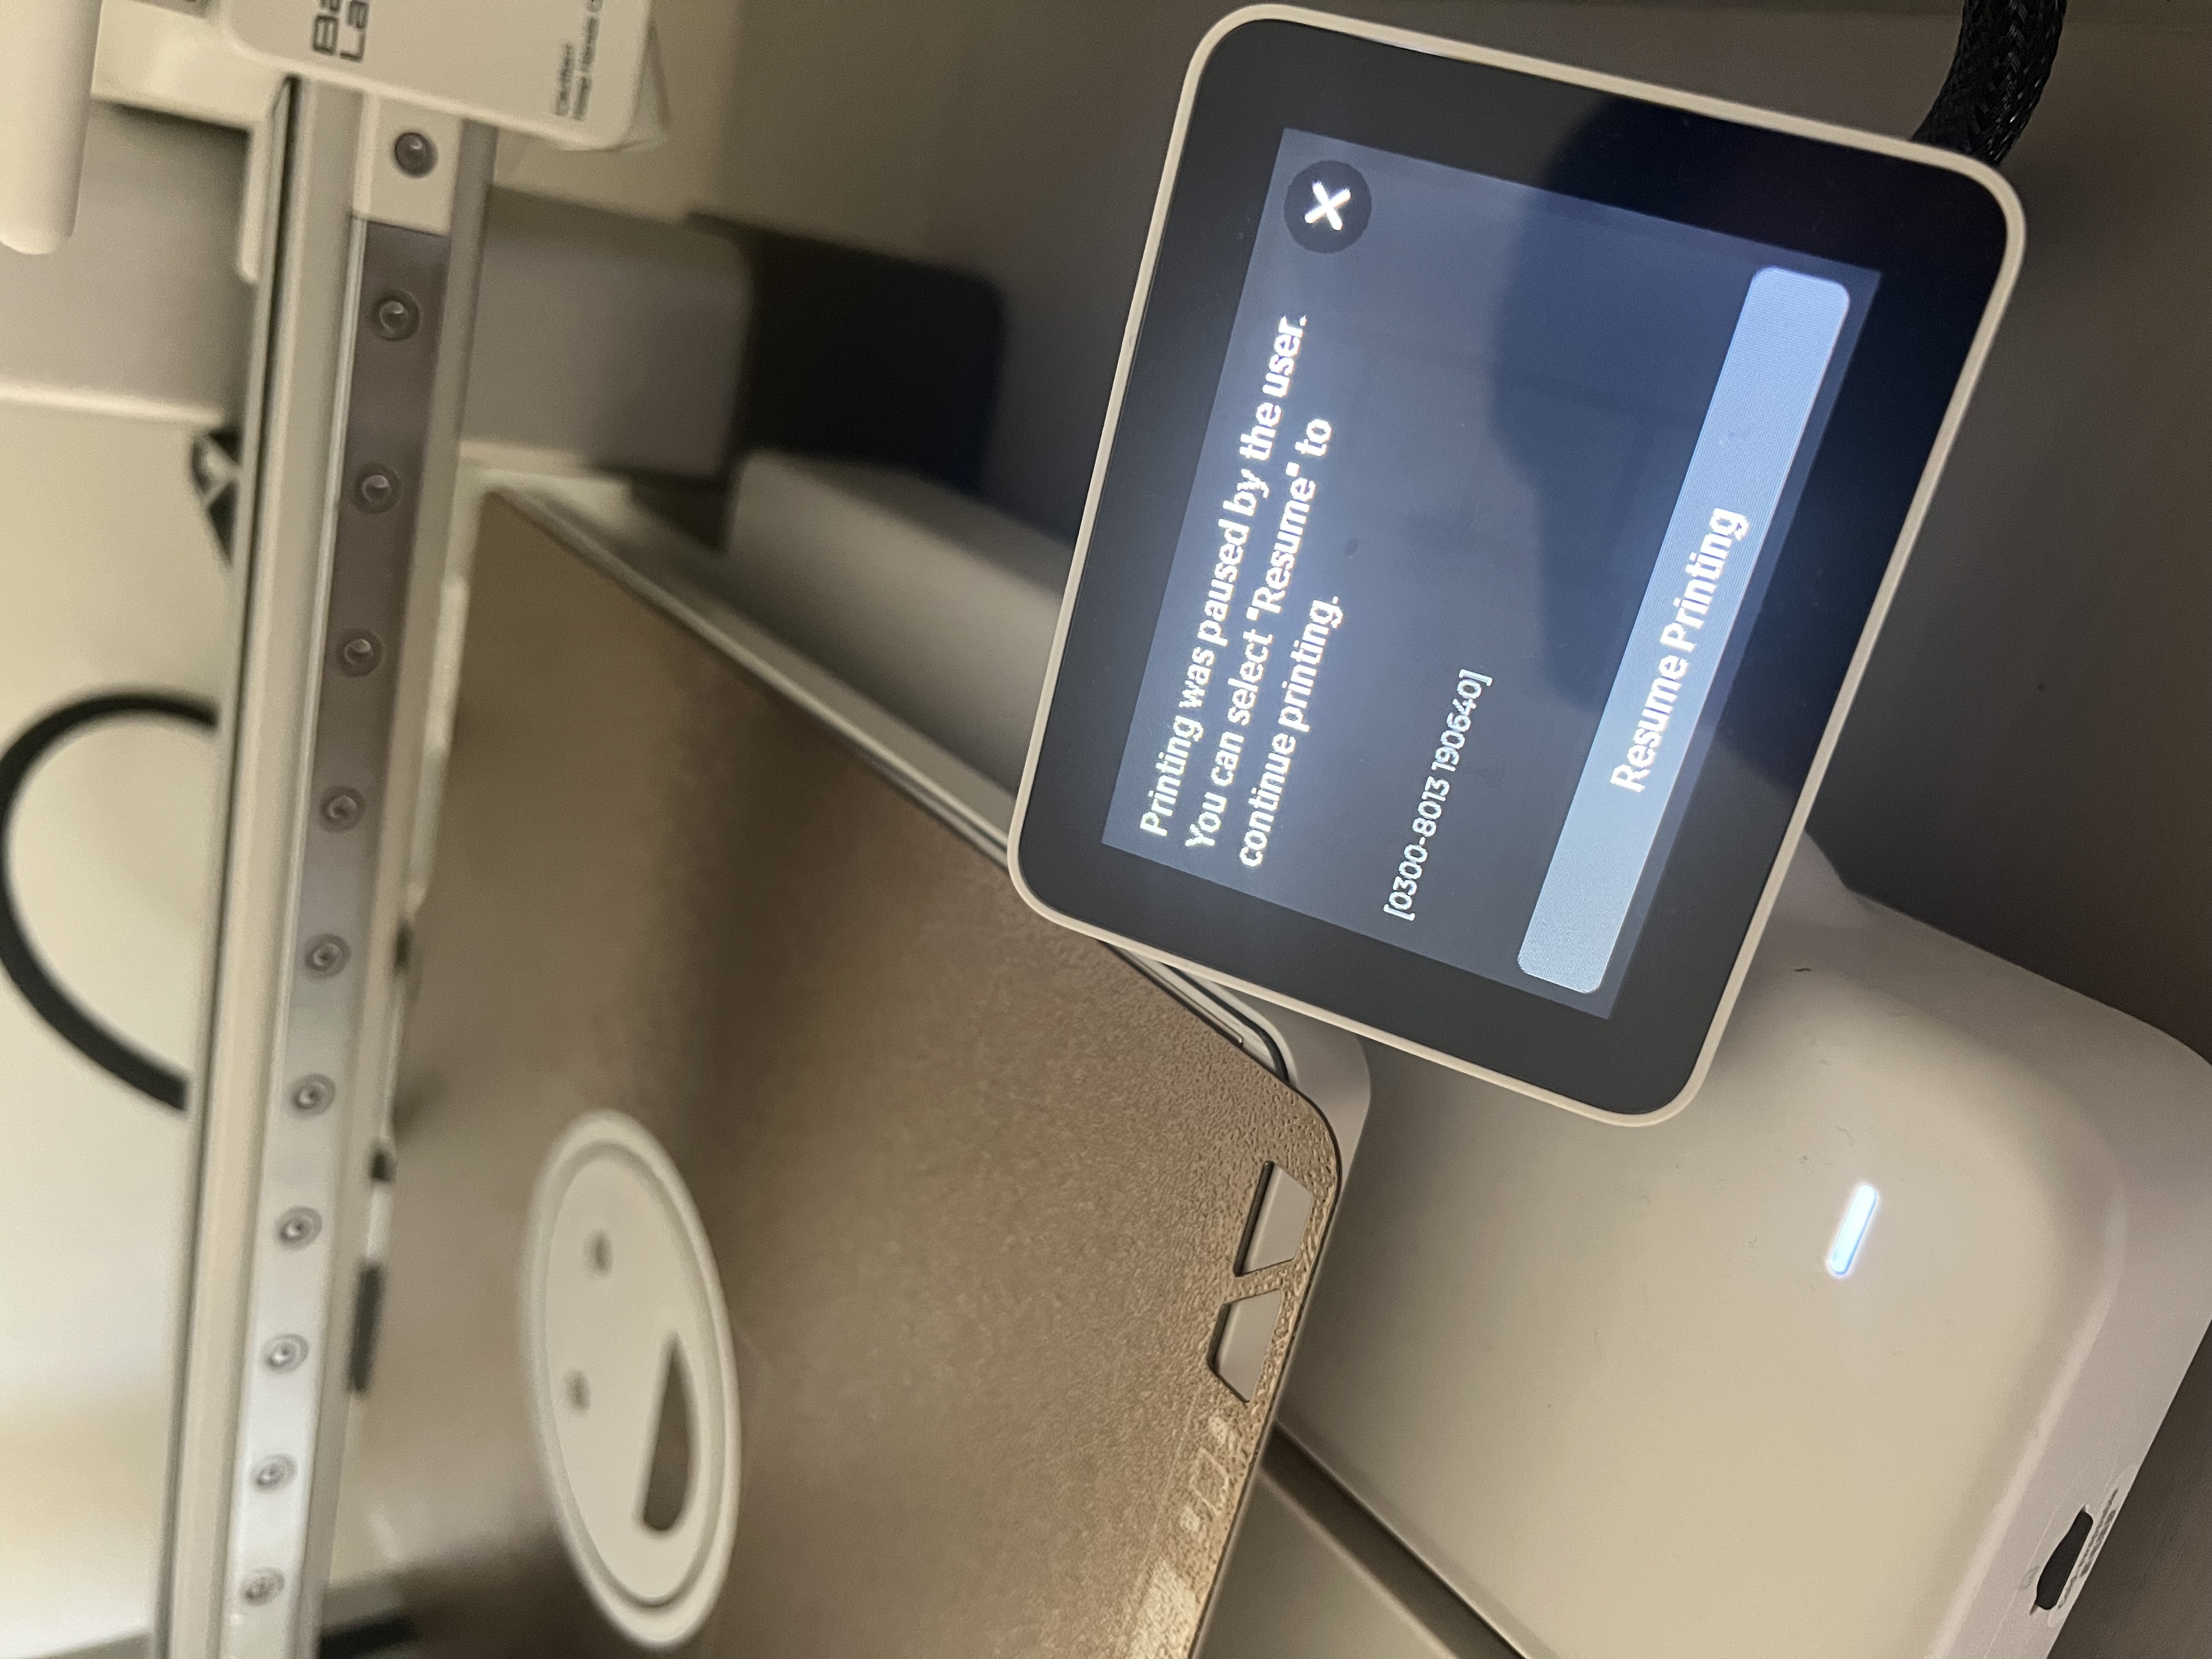 Printing was paused by the user.
You can select "Resume" to
continue printing.
[0300-8013 190640]
Resume Printing